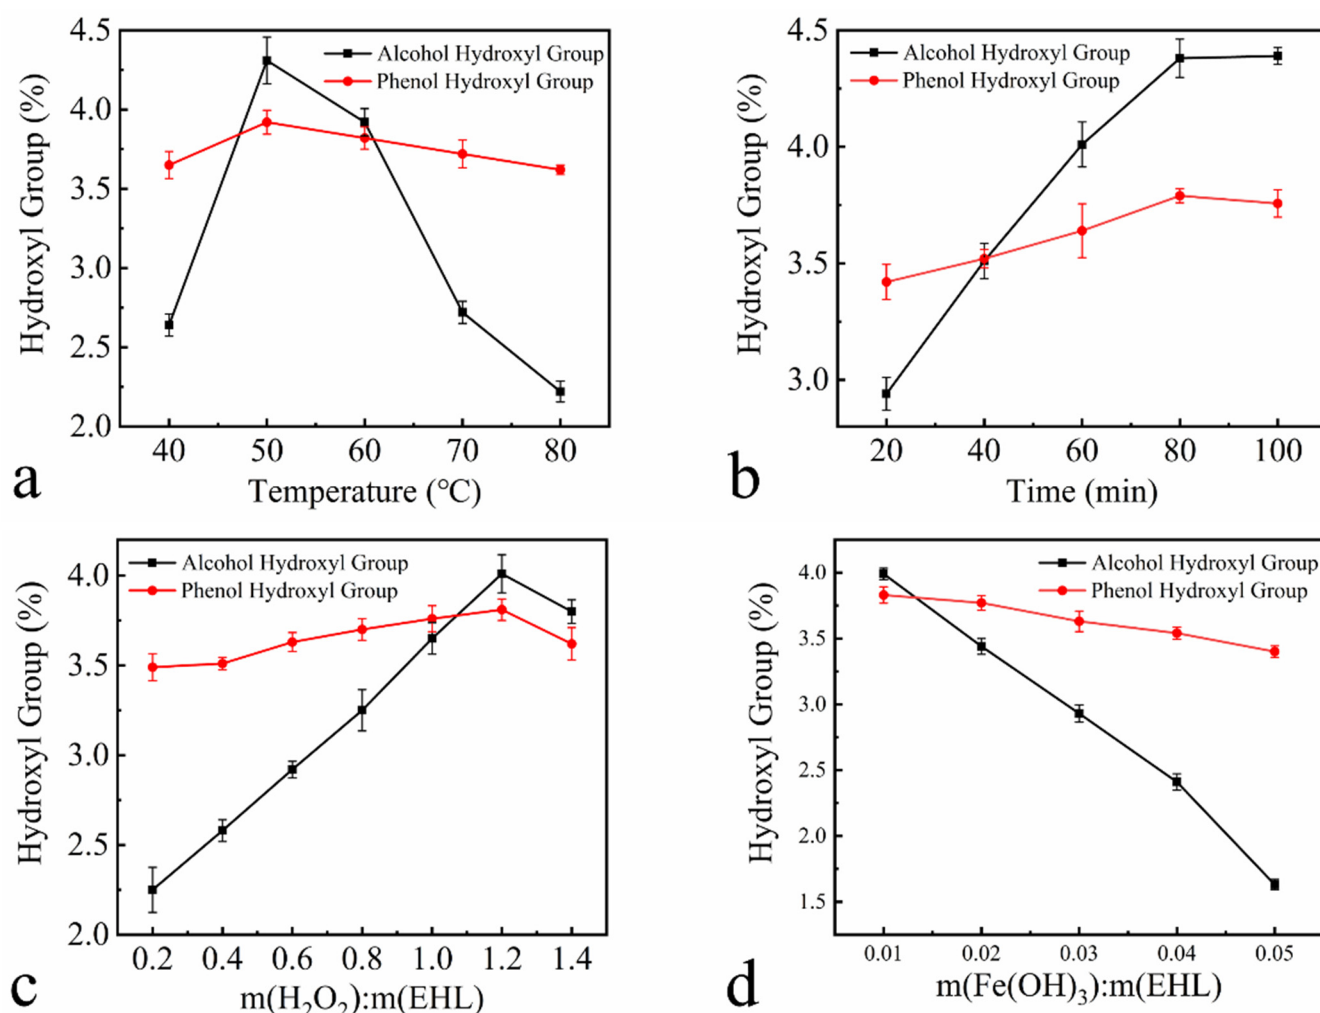 4.5
4.0
3.5
3.0
2.5
2.0
Hydroxyl Group (%)
Alcohol Hydroxyl Group
Phenol Hydroxyl Group
40 50 60 70 80
Temperature (℃)
a
4.5
4.0
3.5
3.0
Hydroxyl Group (%)
Alcohol Hydroxyl Group
Phenol Hydroxyl Group
20 40 60 80 100
Time (min)
b
4.0
3.5
3.0
2.5
2.0
Hydroxyl Group (%)
Alcohol Hydroxyl Group
Phenol Hydroxyl Group
0.2 0.4 0.6 0.8 1.0 1.2 1.4
m(H₂O₂):m(EHL)
c
4.0
3.5
3.0
2.5
2.0
1.5
Hydroxyl Group (%)
Alcohol Hydroxyl Group
Phenol Hydroxyl Group
0.01 0.02 0.03 0.04 0.05
m(Fe(OH)₃):m(EHL)
d